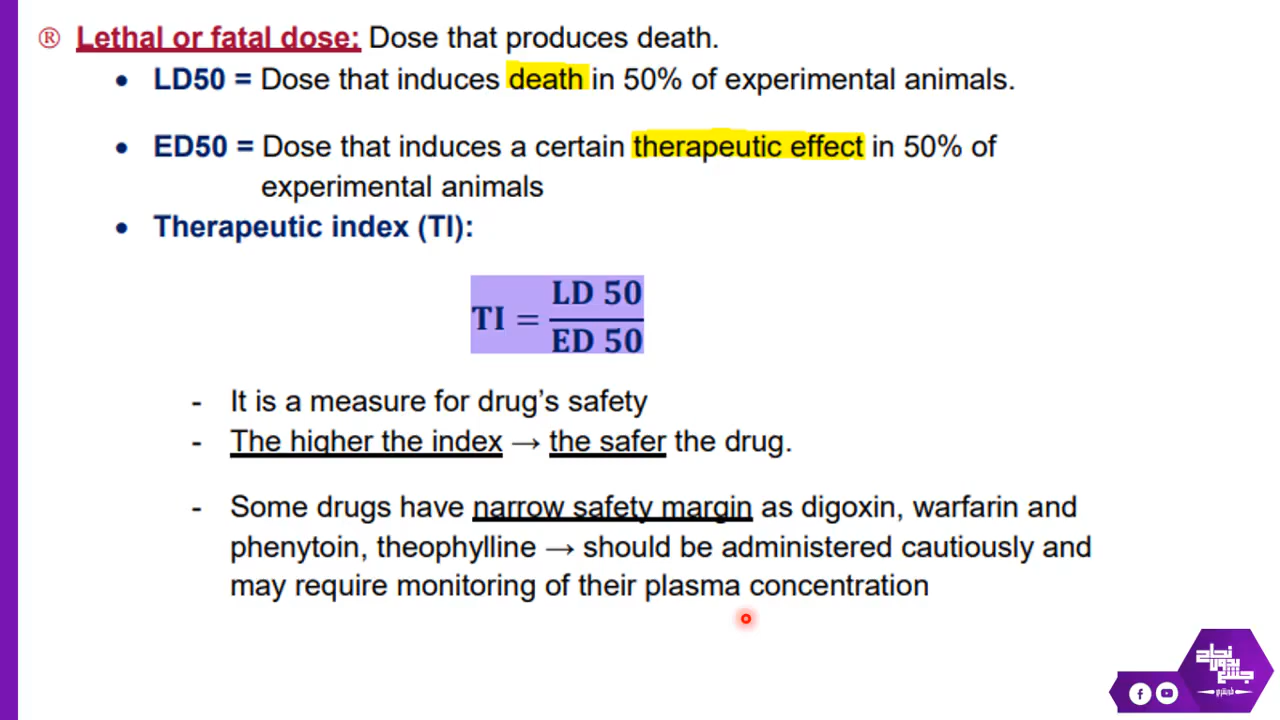 ® Lethal or fatal dose: Dose that produces death.
• LD50 = Dose that induces death in 50% of experimental animals.
• ED50 = Dose that induces a certain therapeutic effect in 50% of
experimental animals
• Therapeutic index (TI):
TI = LD 50 / ED 50
- It is a measure for drug's safety
- The higher the index → the safer the drug.
- Some drugs have narrow safety margin as digoxin, warfarin and
phenytoin, theophylline → should be administered cautiously and
may require monitoring of their plasma concentration
نجاح
بدون